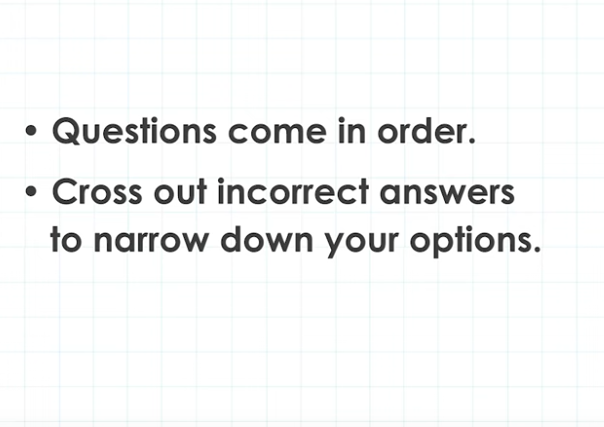 • Questions come in order.
• Cross out incorrect answers
to narrow down your options.